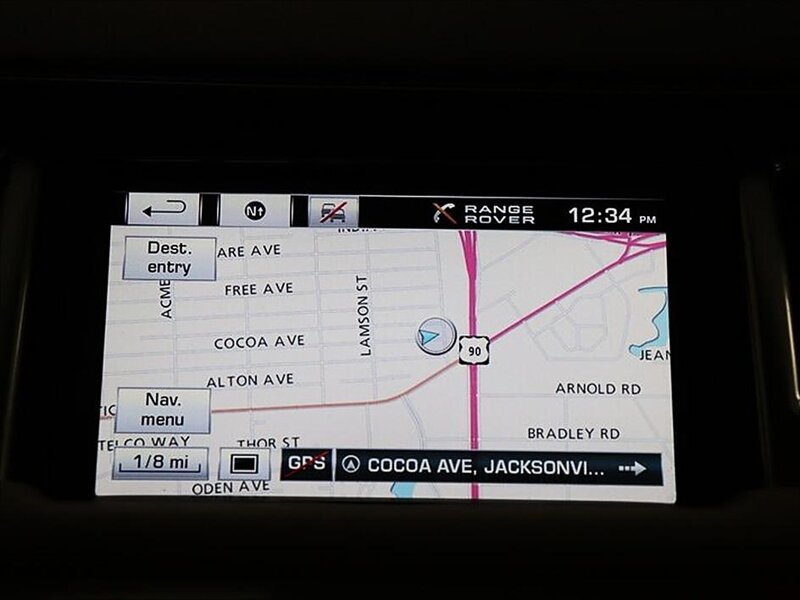 N
RANGE
ROVER
12:34 PM
Dest.
entry
ARE AVE
ACME
FREE AVE
LAMSON ST
COCOA AVE
90
JEAN
ALTON AVE
ARNOLD RD
Nav.
menu
BRADLEY RD
TELCO WAY
THOR ST
1/8 mi
GPS
COCOA AVE, JACKSONVI...
ODEN AVE